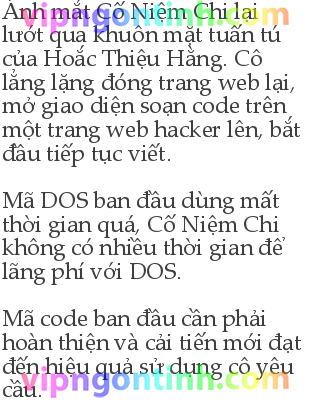 Ánh mắt Cố Niệm Chi lại
lướt qua khuôn mặt tuấn tú
của Hoắc Thiệu Hằng. Cô
lẳng lặng đóng trang web lại,
mở giao diện soạn code trên
một trang web hacker lên, bắt
đầu tiếp tục viết.
Mã DOS ban đầu dùng mất
thời gian quá, Cố Niệm Chi
không có nhiều thời gian để
lãng phí với DOS.
Mã code ban đầu cần phải
hoàn thiện và cải tiến mới đạt
đến hiệu quả sử dụng cô yêu
cầu.
vipngontinh.com
vipngontinh.com